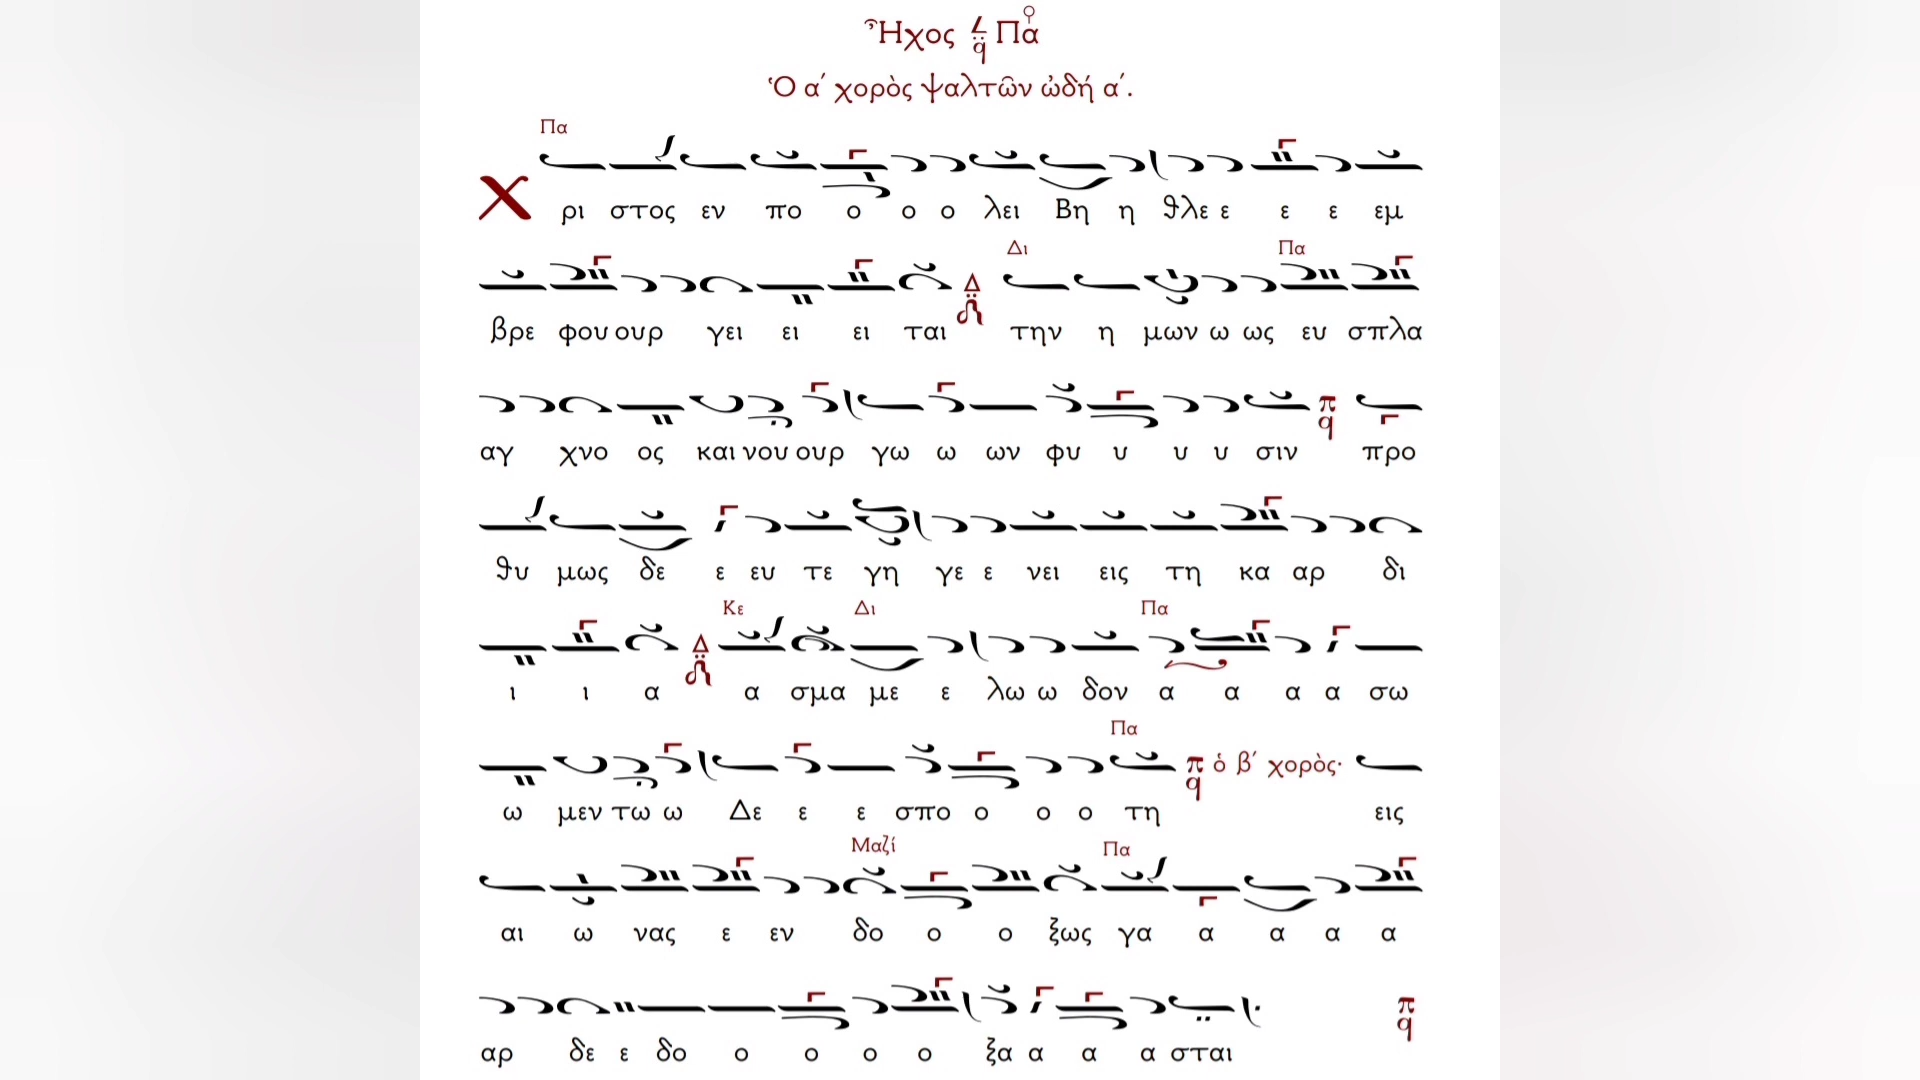 Ἦχος Πα
Ὁ α΄ χορὸς ψαλτῶν ᾠδή α΄.
Πα
Χ ρι στος εν πο ο ο ο λει Βη η θλε ε ε ε εμ
Δι Πα
βρε φου ουρ γει ει ει ται την η μων ω ως ευ σπλα
αγ χνο ος και νου ουρ γω ω ων φυ υ υ υ σιν προ
θυ μως δε ε ευ τε γη γε ε νει εις τη κα αρ δι
Κε Δι Πα
ι ι α α σμα με ε λω ω δον α α α α σω
Πα
ὁ β΄ χορὸς·
ω μεν τω ω Δε ε ε σπο ο ο ο τη εις
Μαζί Πα
αι ω νας ε εν δο ο ο ξως γα α α α α
αρ δε ε δο ο ο ο ο ξα α α α σται